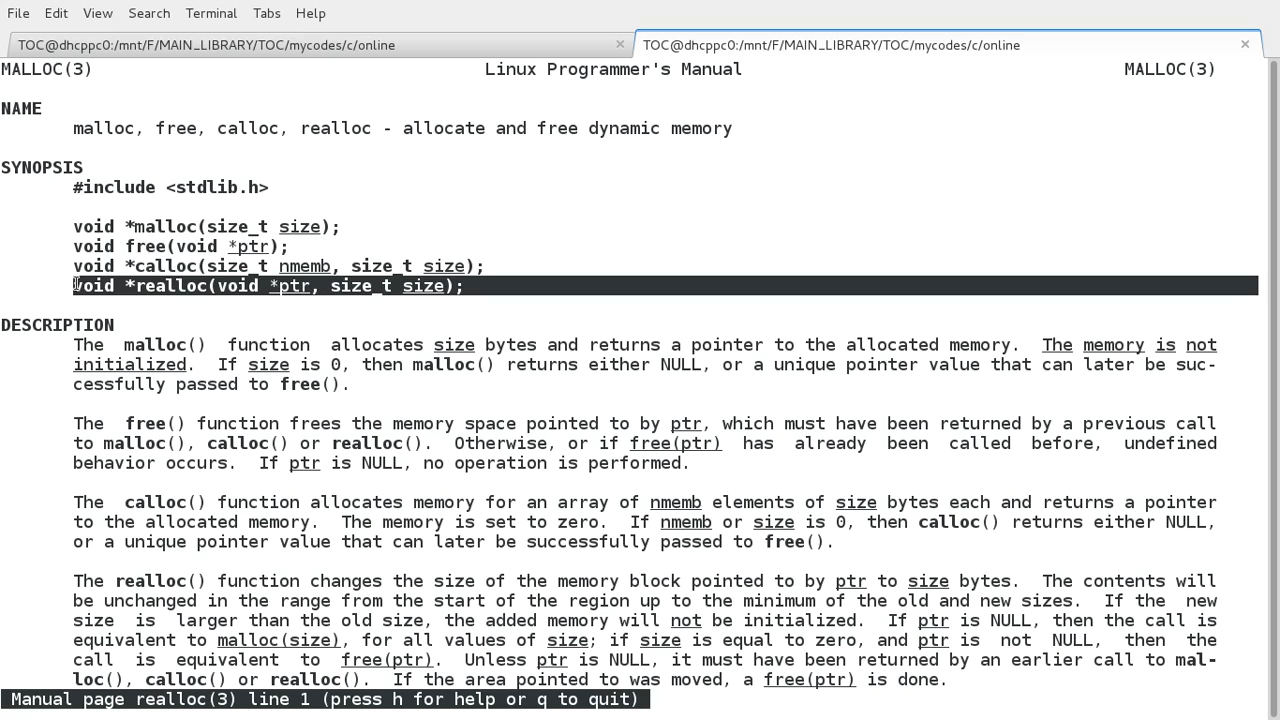 File Edit View Search Terminal Tabs Help
TOC@dhcppc0:/mnt/F/MAIN_LIBRARY/TOC/mycodes/c/online × TOC@dhcppc0:/mnt/F/MAIN_LIBRARY/TOC/mycodes/c/online ×
MALLOC(3) Linux Programmer's Manual MALLOC(3)
NAME
malloc, free, calloc, realloc - allocate and free dynamic memory
SYNOPSIS
#include <stdlib.h>
void *malloc(size_t size);
void free(void *ptr);
void *calloc(size_t nmemb, size_t size);
void *realloc(void *ptr, size_t size);
DESCRIPTION
The malloc() function allocates size bytes and returns a pointer to the allocated memory. The memory is not
initialized. If size is 0, then malloc() returns either NULL, or a unique pointer value that can later be suc-
cessfully passed to free().
The free() function frees the memory space pointed to by ptr, which must have been returned by a previous call
to malloc(), calloc() or realloc(). Otherwise, or if free(ptr) has already been called before, undefined
behavior occurs. If ptr is NULL, no operation is performed.
The calloc() function allocates memory for an array of nmemb elements of size bytes each and returns a pointer
to the allocated memory. The memory is set to zero. If nmemb or size is 0, then calloc() returns either NULL,
or a unique pointer value that can later be successfully passed to free().
The realloc() function changes the size of the memory block pointed to by ptr to size bytes. The contents will
be unchanged in the range from the start of the region up to the minimum of the old and new sizes. If the new
size is larger than the old size, the added memory will not be initialized. If ptr is NULL, then the call is
equivalent to malloc(size), for all values of size; if size is equal to zero, and ptr is not NULL, then the
call is equivalent to free(ptr). Unless ptr is NULL, it must have been returned by an earlier call to mal-
loc(), calloc() or realloc(). If the area pointed to was moved, a free(ptr) is done.
Manual page realloc(3) line 1 (press h for help or q to quit)